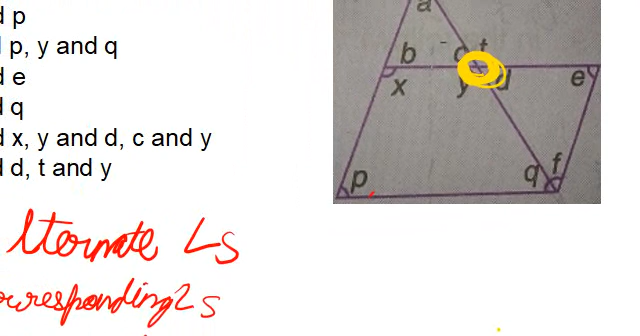 d p
d p, y and q
d e
d q
d x, y and d, c and y
d d, t and y
lternate ∠s
orresponding ∠s
a
b c t
x y d e
p q f